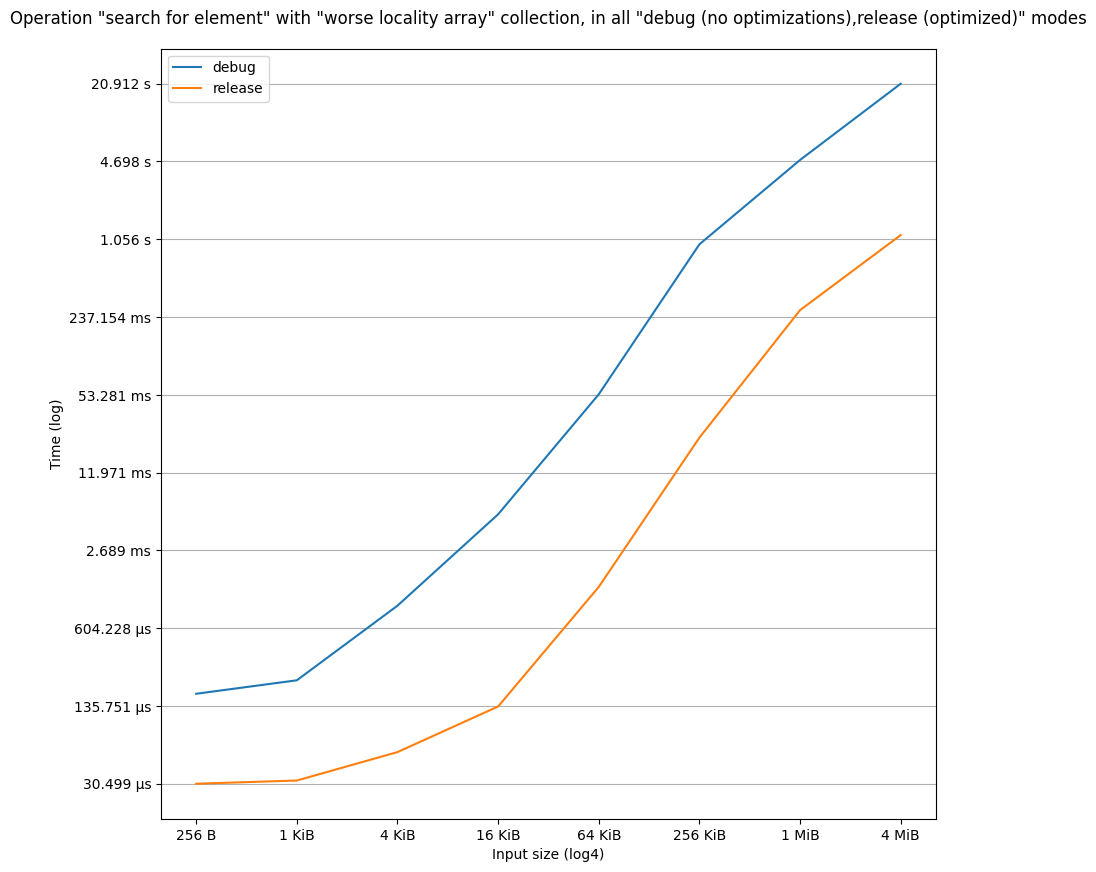 Operation "search for element" with "worse locality array" collection, in all "debug (no optimizations),release (optimized)" modes
debug
release
20.912 s
4.698 s
1.056 s
237.154 ms
53.281 ms
11.971 ms
2.689 ms
604.228 µs
135.751 µs
30.499 µs
Time (log)
256 B
1 KiB
4 KiB
16 KiB
64 KiB
256 KiB
1 MiB
4 MiB
Input size (log4)